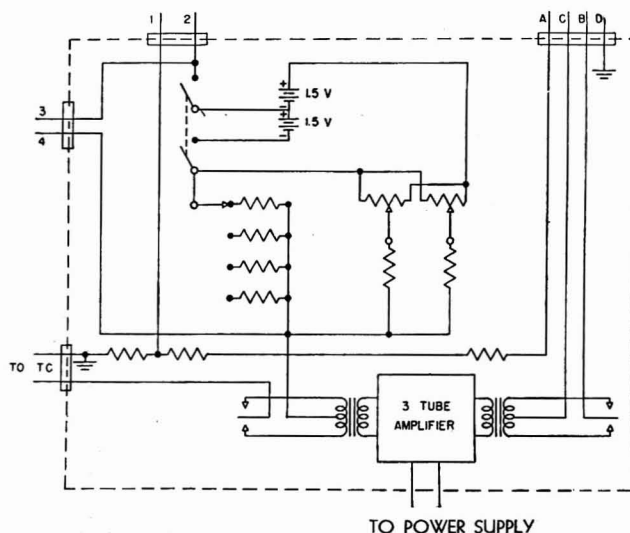 1 2
A C B D
+ 1.5 V
-
+ 1.5 V
-
3
4
TO TC
3 TUBE
AMPLIFIER
TO POWER SUPPLY